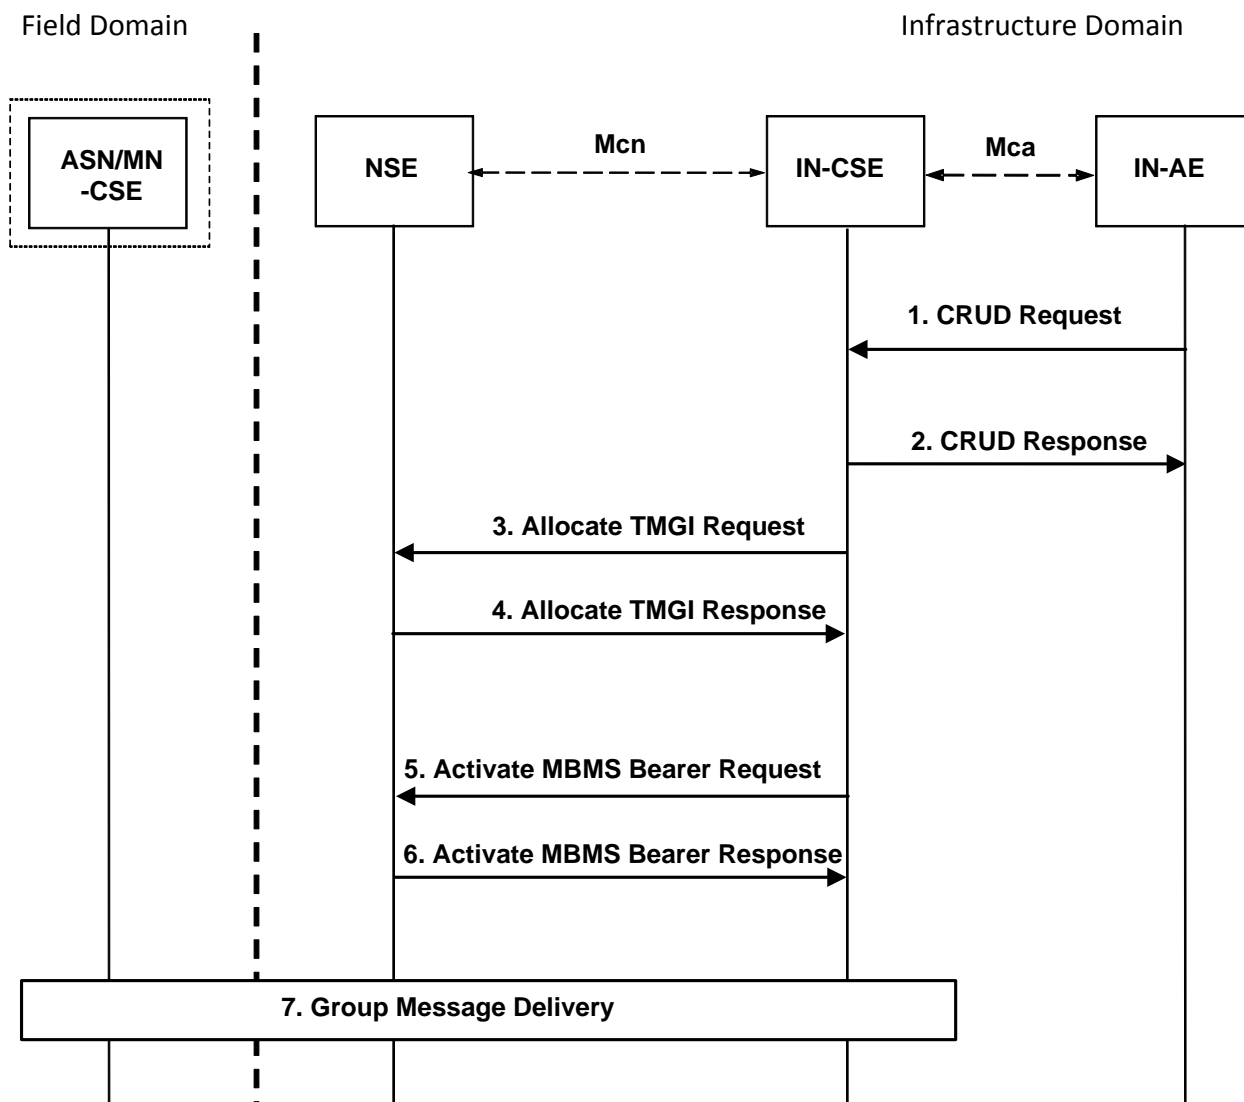 Field Domain
Infrastructure Domain
ASN/MN
-CSE
NSE
Mcn
IN-CSE
Mca
IN-AE
1. CRUD Request
2. CRUD Response
3. Allocate TMGI Request
4. Allocate TMGI Response
5. Activate MBMS Bearer Request
6. Activate MBMS Bearer Response
7. Group Message Delivery